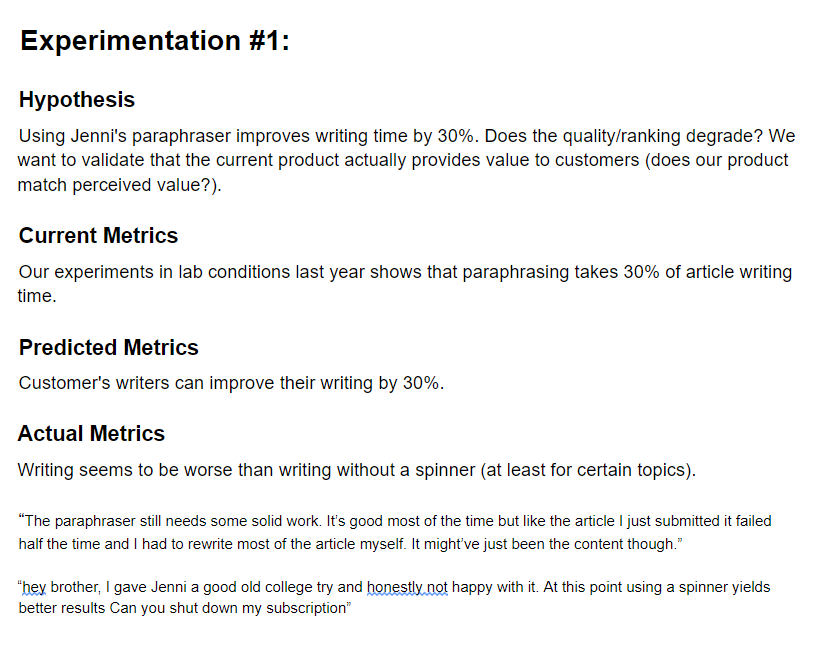 Experimentation #1:
Hypothesis
Using Jenni's paraphraser improves writing time by 30%. Does the quality/ranking degrade? We
want to validate that the current product actually provides value to customers (does our product
match perceived value?).
Current Metrics
Our experiments in lab conditions last year shows that paraphrasing takes 30% of article writing
time.
Predicted Metrics
Customer's writers can improve their writing by 30%.
Actual Metrics
Writing seems to be worse than writing without a spinner (at least for certain topics).
“The paraphraser still needs some solid work. It’s good most of the time but like the article I just submitted it failed
half the time and I had to rewrite most of the article myself. It might’ve just been the content though.”
“hey brother, I gave Jenni a good old college try and honestly not happy with it. At this point using a spinner yields
better results Can you shut down my subscription”